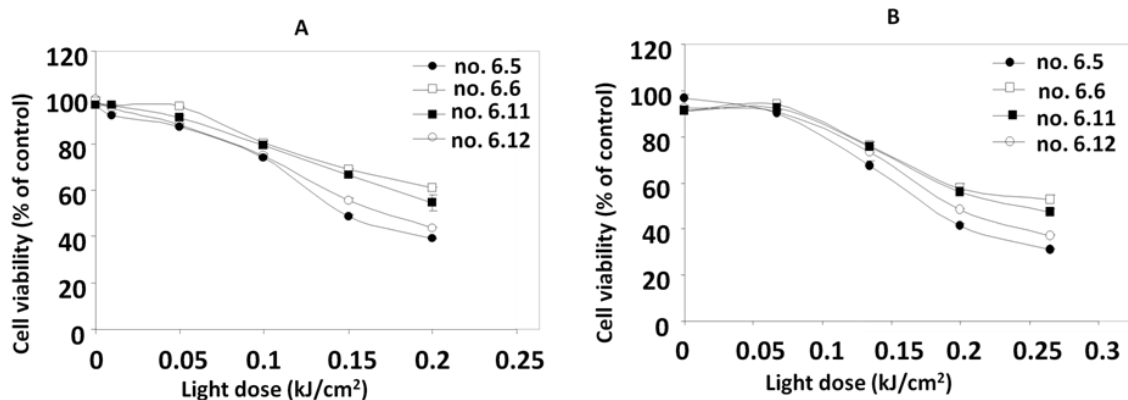 A
120
100
80
60
40
20
0
Cell viability (% of control)
0 0.05 0.1 0.15 0.2 0.25
Light dose (kJ/cm²)
no. 6.5
no. 6.6
no. 6.11
no. 6.12
B
120
100
80
60
40
20
0
Cell viability (% of control)
0 0.05 0.1 0.15 0.2 0.25 0.3
Light dose (kJ/cm²)
no. 6.5
no. 6.6
no. 6.11
no. 6.12